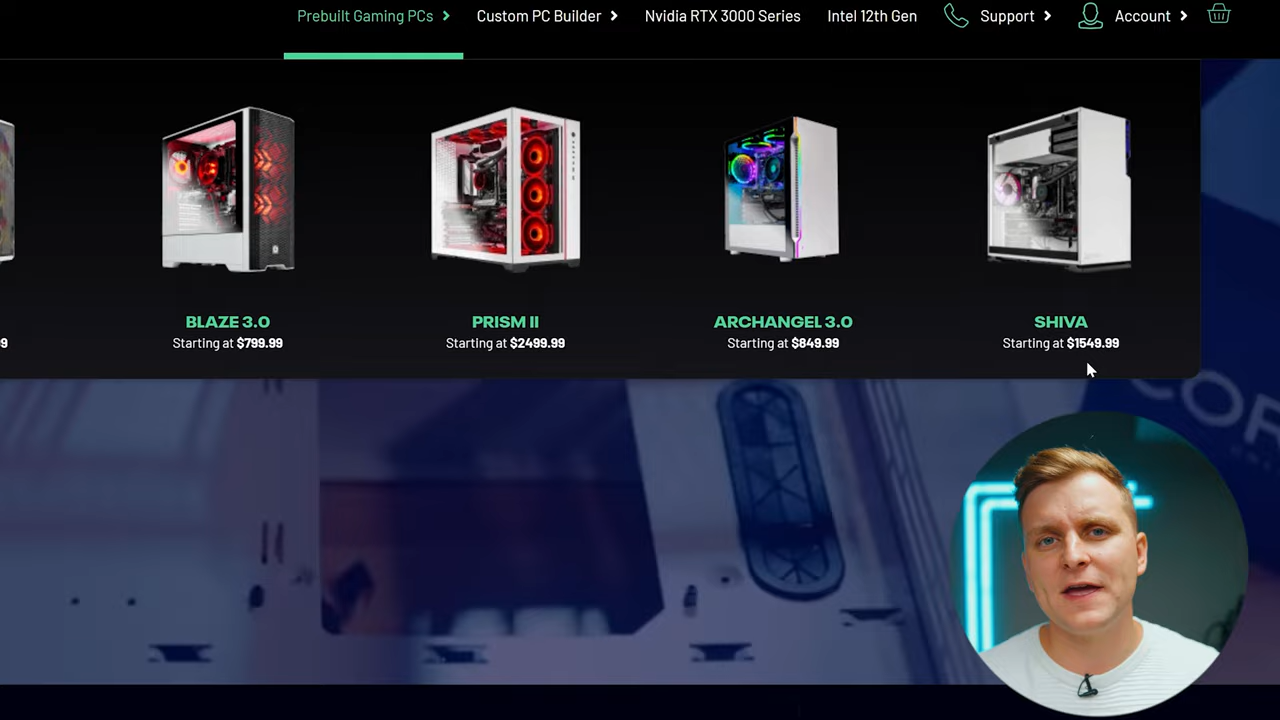 Prebuilt Gaming PCs
Custom PC Builder
Nvidia RTX 3000 Series
Intel 12th Gen
Support
Account
BLAZE 3.0
PRISM II
ARCHANGEL 3.0
SHIVA
9
Starting at $799.99
Starting at $2499.99
Starting at $849.99
Starting at $1549.99
COR